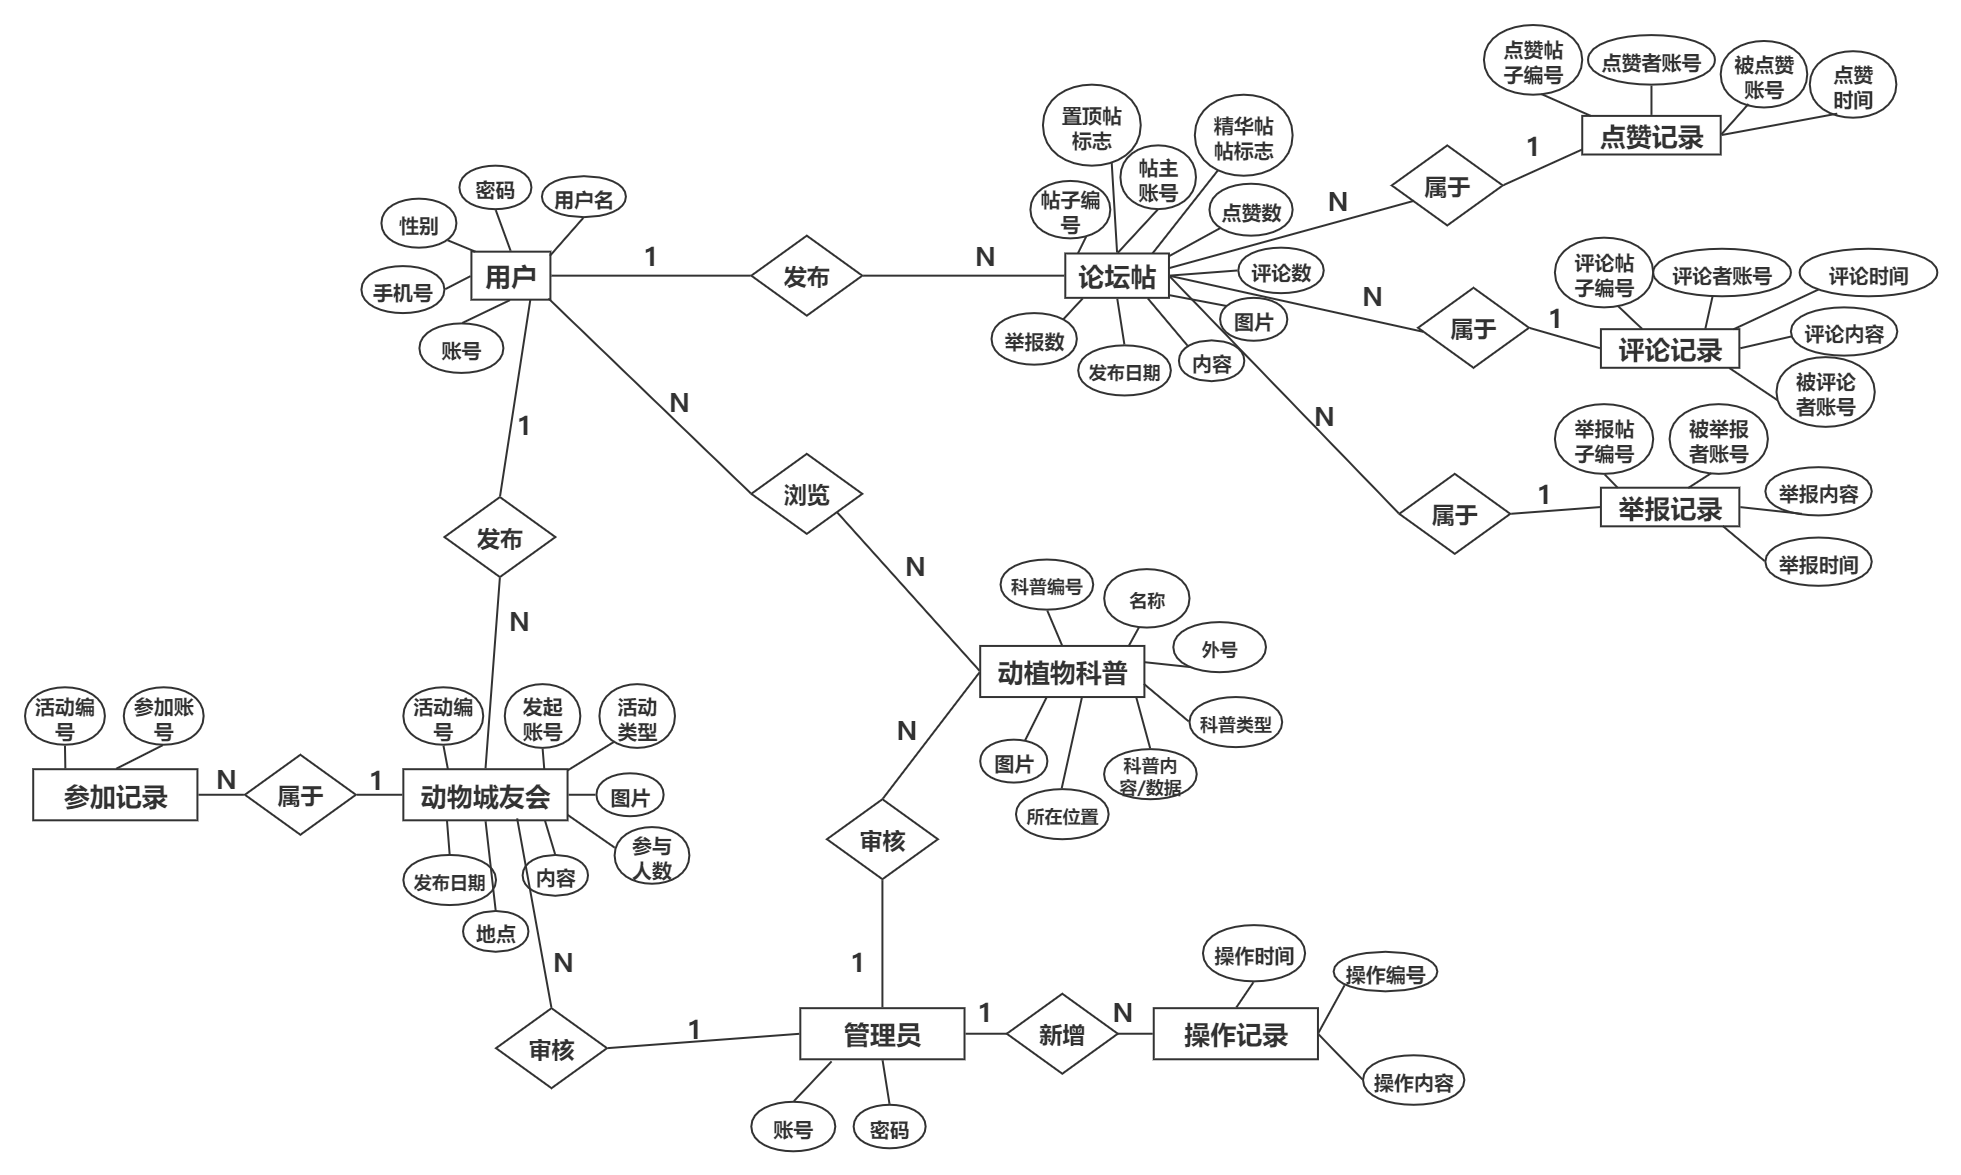 点赞帖
子编号
点赞者账号
被点赞
账号
点赞
时间
点赞记录
1
属于
N
置顶帖
标志
精华帖
帖标志
帖主
账号
帖子编
号
点赞数
评论数
图片
论坛帖
举报数
发布日期
内容
密码
用户名
性别
手机号
账号
用户
1
发布
N
评论帖
子编号
评论者账号
评论时间
评论内容
被评论
者账号
评论记录
N
属于
1
举报帖
子编号
被举报
者账号
举报内容
举报时间
举报记录
N
属于
1
N
浏览
N
1
发布
N
科普编号
名称
外号
动植物科普
科普类型
图片
科普内
容/数据
所在位置
N
审核
1
活动编
号
参加账
号
参加记录
N
属于
1
活动编
号
发起
账号
活动
类型
动物城友会
图片
参与
人数
发布日期
内容
地点
N
审核
1
管理员
账号
密码
1
新增
N
操作时间
操作编号
操作记录
操作内容